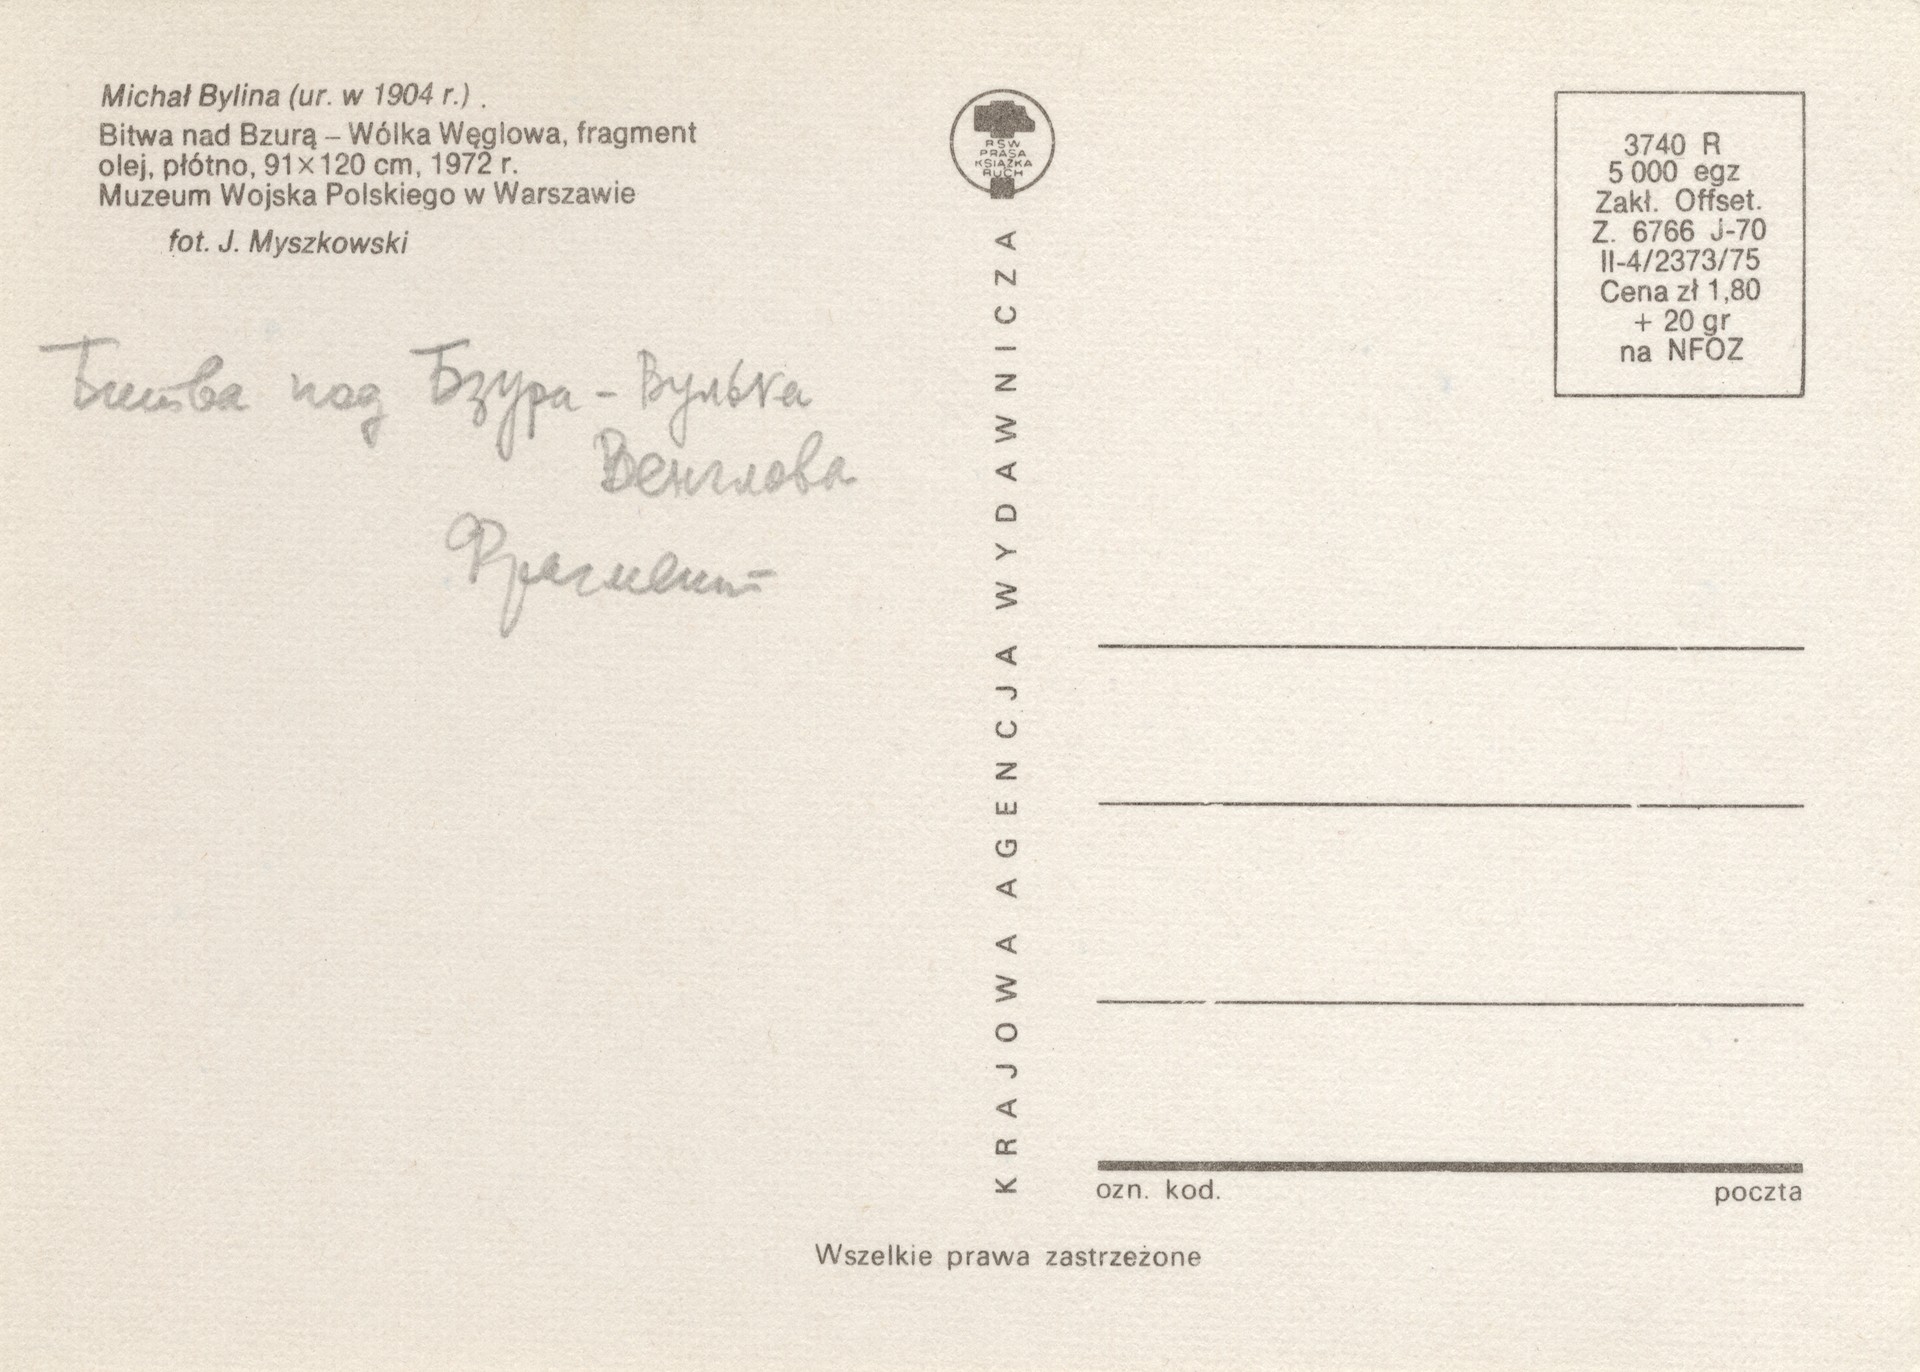 Michał Bylina (ur. w 1904 r.) .
Bitwa nad Bzurą – Wólka Węglowa, fragment
olej, płótno, 91×120 cm, 1972 r.
Muzeum Wojska Polskiego w Warszawie
fot. J. Myszkowski
Битва над Бзура - Вулька
Венглова
Фрагмент
RSW
PRASA
KSIĄŻKA
RUCH
KRAJOWA AGENCJA WYDAWNICZA
3740 R
5 000 egz
Zakł. Offset.
Z. 6766 J-70
II-4/2373/75
Cena zł 1,80
+ 20 gr
na NFOZ
ozn. kod.
poczta
Wszelkie prawa zastrzeżone